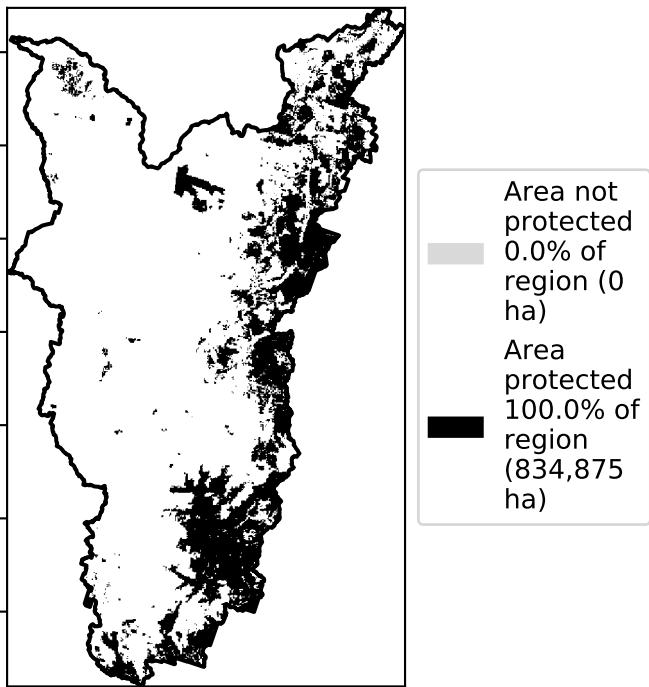 Area not
protected
0.0% of
region (0
ha)
Area
protected
100.0% of
region
(834,875
ha)